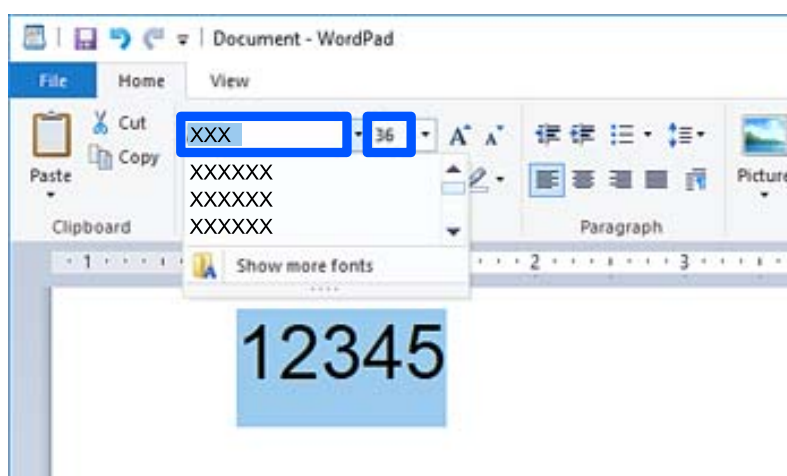 Document - WordPad
File Home View
Paste
Cut
Copy
Clipboard
XXX 36 A A
XXXXXX
XXXXXX
XXXXXX
Show more fonts
Paragraph
Picture
1 2 3
12345